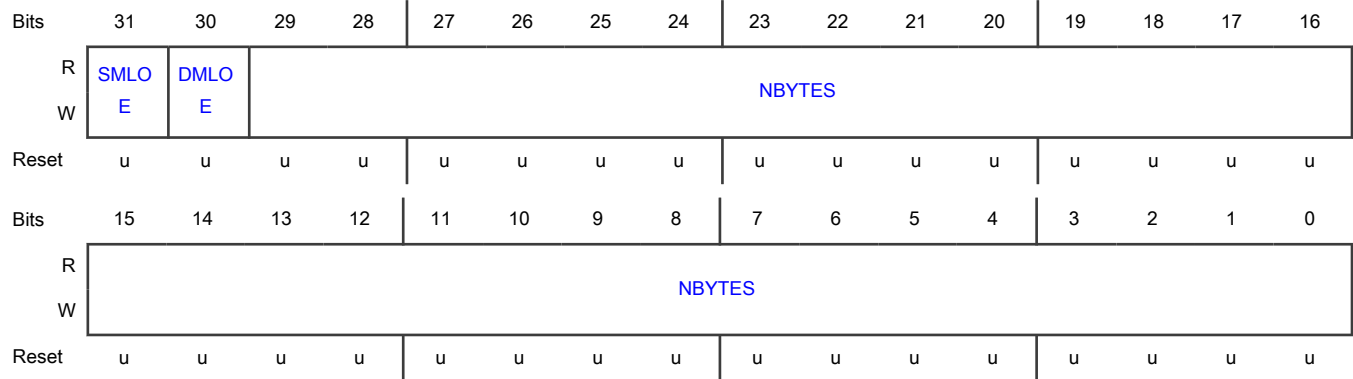 Bits 31 30 29 28 27 26 25 24 23 22 21 20 19 18 17 16
R
SMLO DMLO
NBYTES
E E
W
Reset u u u u u u u u u u u u u u u u
Bits 15 14 13 12 11 10 9 8 7 6 5 4 3 2 1 0
R
NBYTES
W
Reset u u u u u u u u u u u u u u u u